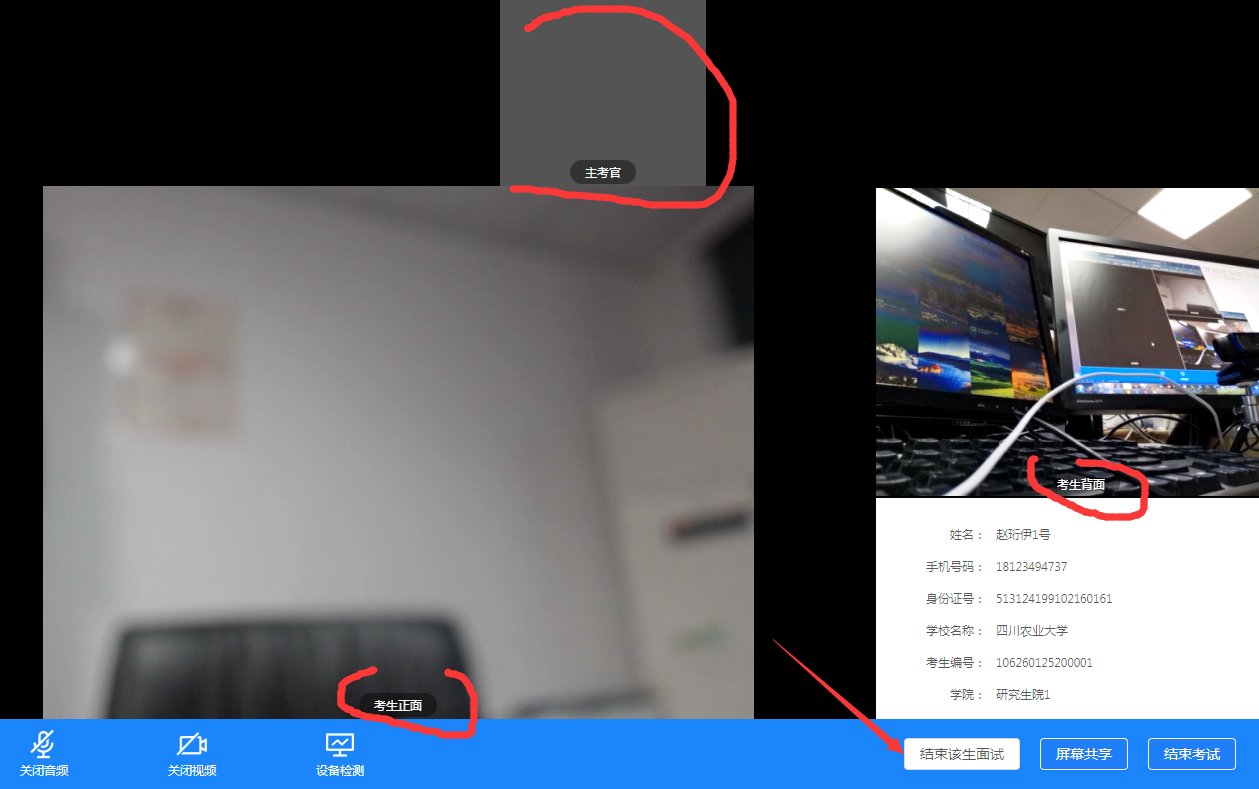 主考官
考生正面
考生背面
姓名： 赵珩伊1号
手机号码： 18123494737
身份证号： 513124199102160161
学校名称： 四川农业大学
考生编号： 106260125200001
学院： 研究生院1
关闭音频 关闭视频 设备检测 结束该生面试 屏幕共享 结束考试